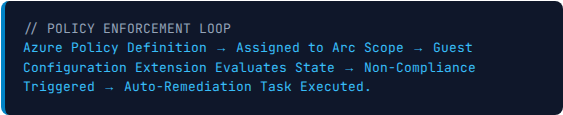 // POLICY ENFORCEMENT LOOP
Azure Policy Definition → Assigned to Arc Scope → Guest
Configuration Extension Evaluates State → Non-Compliance
Triggered → Auto-Remediation Task Executed.